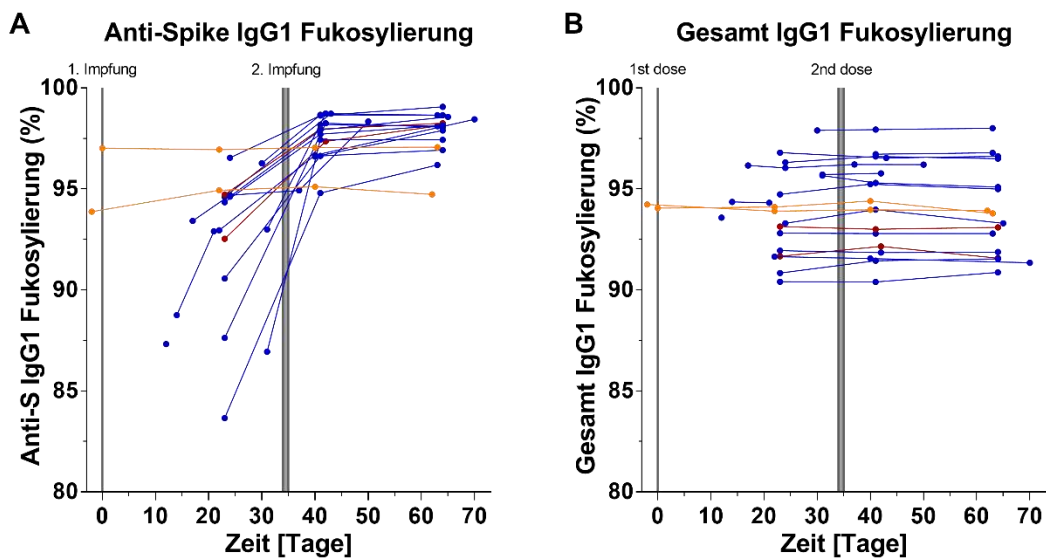 A
Anti-Spike IgG1 Fukosylierung
1. Impfung
2. Impfung
100
95
90
85
80
Anti-S IgG1 Fukosylierung (%)
0 10 20 30 40 50 60 70
Zeit [Tage]
B
Gesamt IgG1 Fukosylierung
1st dose
2nd dose
100
95
90
85
80
Gesamt IgG1 Fukosylierung (%)
0 10 20 30 40 50 60 70
Zeit [Tage]